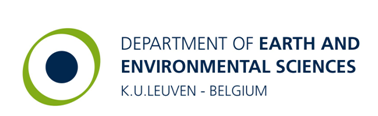 DEPARTMENT OF EARTH AND
ENVIRONMENTAL SCIENCES
K.U.LEUVEN - BELGIUM